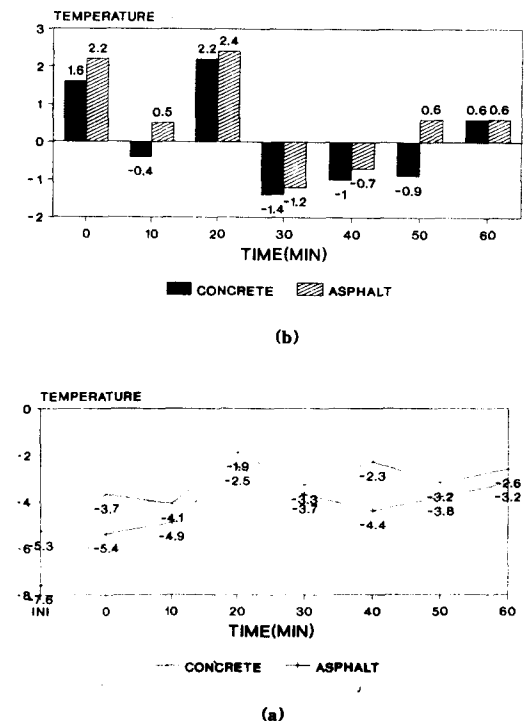 TEMPERATURE
3
2.2 2.4
2 1.6 2.2
1
0.5 0.6 0.6 0.6
0
-0.4
-1 -0.7 -0.9
-1 -1.4 -1.2
-2
0 10 20 30 40 50 60
TIME(MIN)
CONCRETE ASPHALT
(b)
TEMPERATURE
0
-2 -1.9
-2.5 -2.3 -2.6
-3.7 -3.3 -3.2 -3.2
-4 -4.1 -3.7 -3.8
-5.3 -5.4 -4.9 -4.4
-6
-8 -7.6
INI 0 10 20 30 40 50 60
TIME(MIN)
CONCRETE ASPHALT
(a)